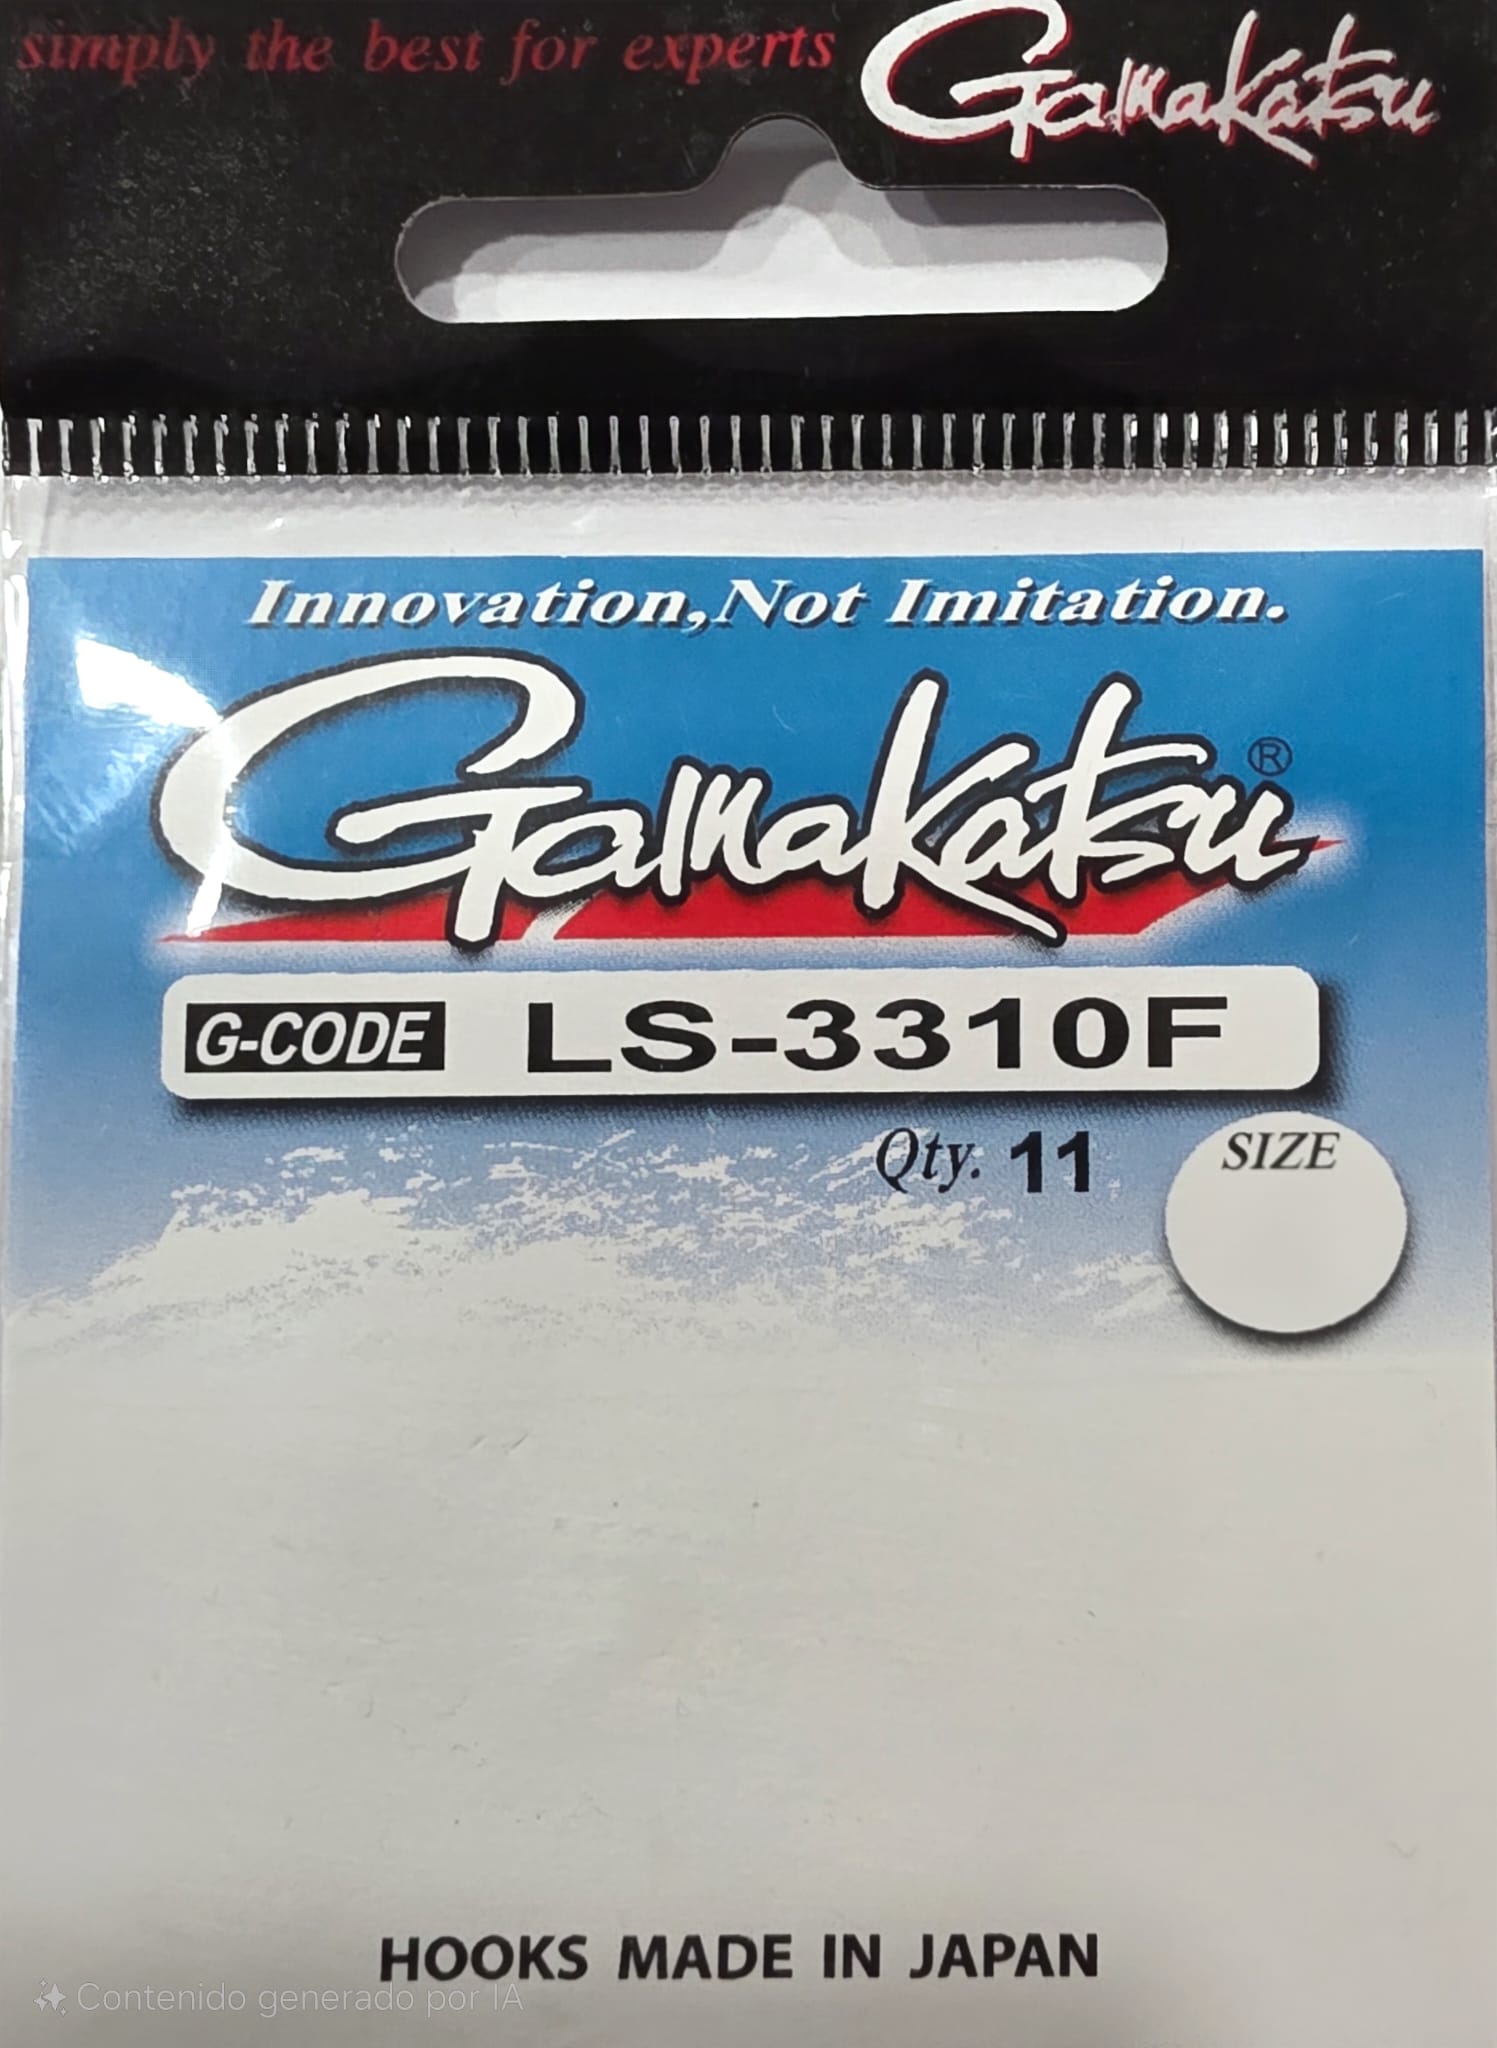 simply the best for experts
Gamakatsu
Innovation,Not Imitation.
Gamakatsu®
G-CODE LS-3310F
Qty. 11
SIZE
HOOKS MADE IN JAPAN
Contenido generado por IA